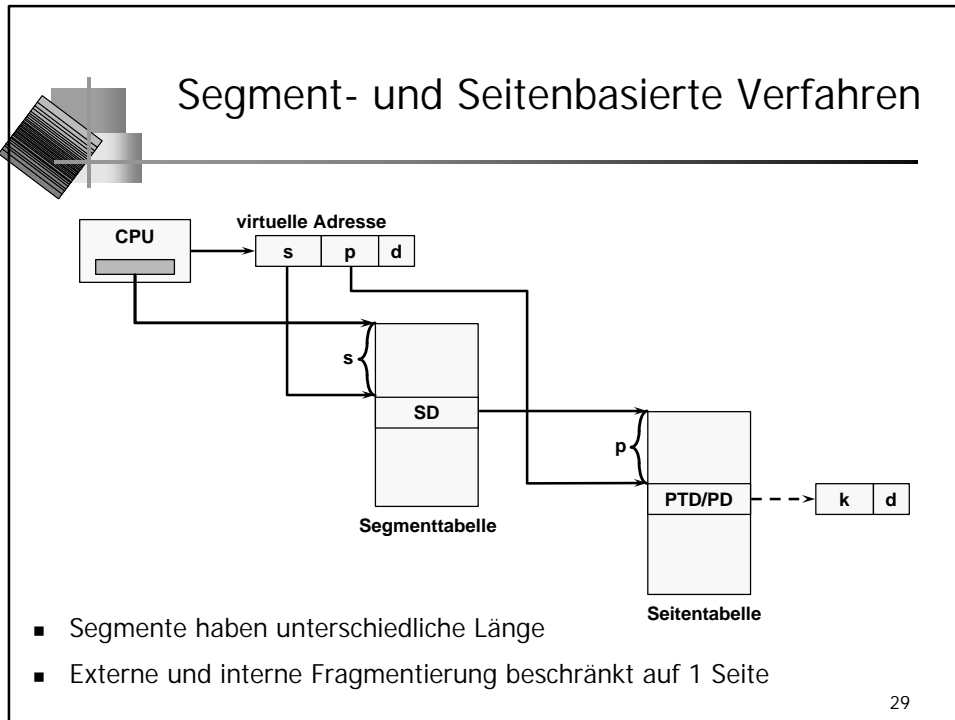 Segment- und Seitenbasierte Verfahren
virtuelle Adresse
CPU
s p d
s
SD
p
PTD/PD
k d
Segmenttabelle
Seitentabelle
▪ Segmente haben unterschiedliche Länge
▪ Externe und interne Fragmentierung beschränkt auf 1 Seite
29